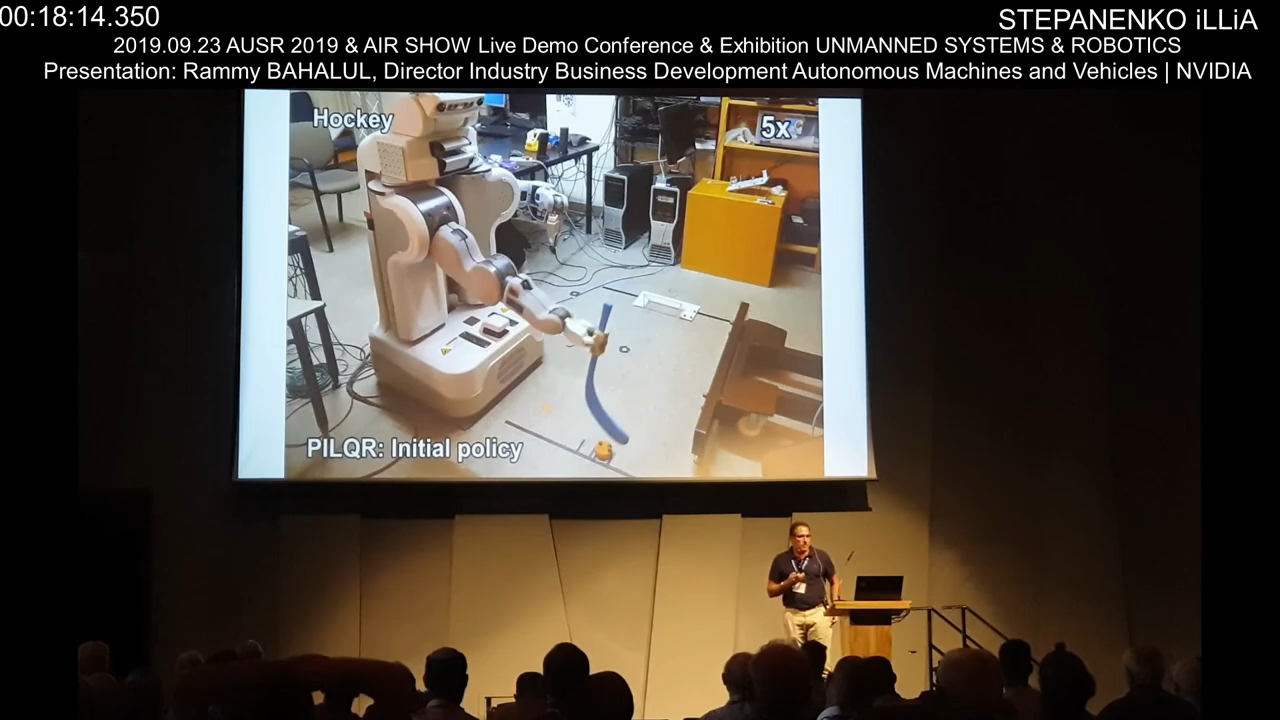 00:18:14.350
STEPANENKO iLLiA
2019.09.23 AUSR 2019 & AIR SHOW Live Demo Conference & Exhibition UNMANNED SYSTEMS & ROBOTICS
Presentation: Rammy BAHALUL, Director Industry Business Development Autonomous Machines and Vehicles | NVIDIA
Hockey
5x
PILQR: Initial policy